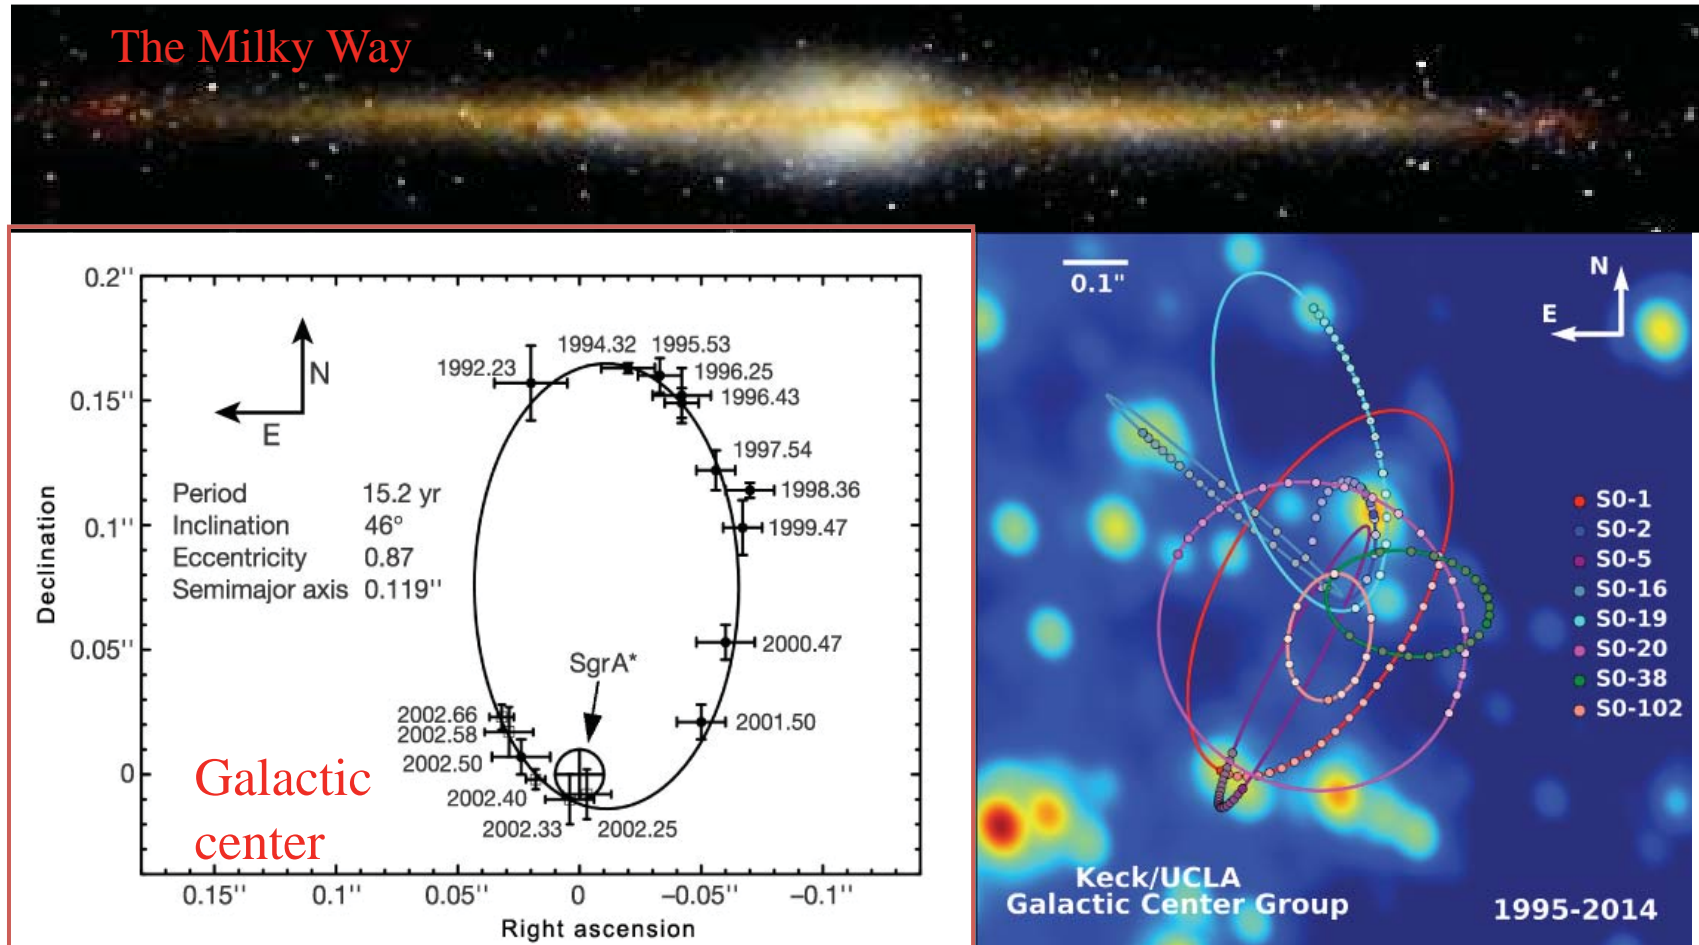 The Milky Way
0.2''
0.15''
0.1''
0.05''
0
Declination
N
E
Period 15.2 yr
Inclination 46°
Eccentricity 0.87
Semimajor axis 0.119''
1992.23
1994.32
1995.53
1996.25
1996.43
1997.54
1998.36
1999.47
2000.47
2001.50
SgrA*
2002.66
2002.58
2002.50
2002.40
2002.33
2002.25
Galactic
center
0.15'' 0.1'' 0.05'' 0 −0.05'' −0.1''
Right ascension
0.1"
N
E
S0-1
S0-2
S0-5
S0-16
S0-19
S0-20
S0-38
S0-102
Keck/UCLA
Galactic Center Group
1995-2014